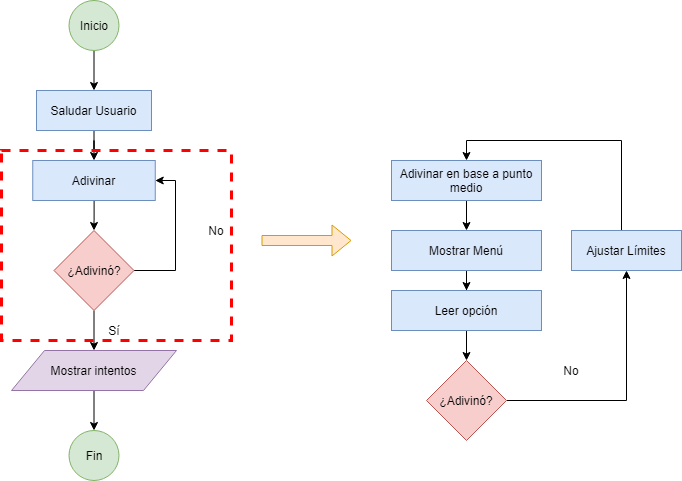 Inicio
Saludar Usuario
Adivinar
No
¿Adivinó?
Sí
Mostrar intentos
Fin
Adivinar en base a punto
medio
Mostrar Menú
Ajustar Límites
Leer opción
No
¿Adivinó?